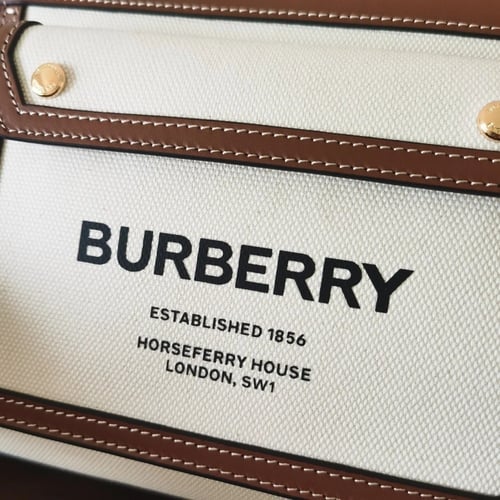 BURBERRY
ESTABLISHED 1856
HORSEFERRY HOUSE
LONDON, SW1